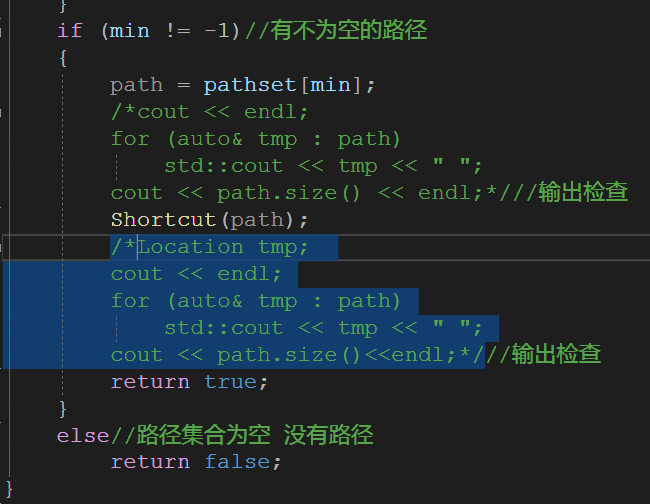 }
if (min != -1)//有不为空的路径
{
path = pathset[min];
/*cout << endl;
for (auto& tmp : path)
std::cout << tmp << " ";
cout << path.size() << endl;*///输出检查
Shortcut(path);
/*Location tmp;
cout << endl;
for (auto& tmp : path)
std::cout << tmp << " ";
cout << path.size()<<endl;*///输出检查
return true;
}
else//路径集合为空 没有路径
return false;
}